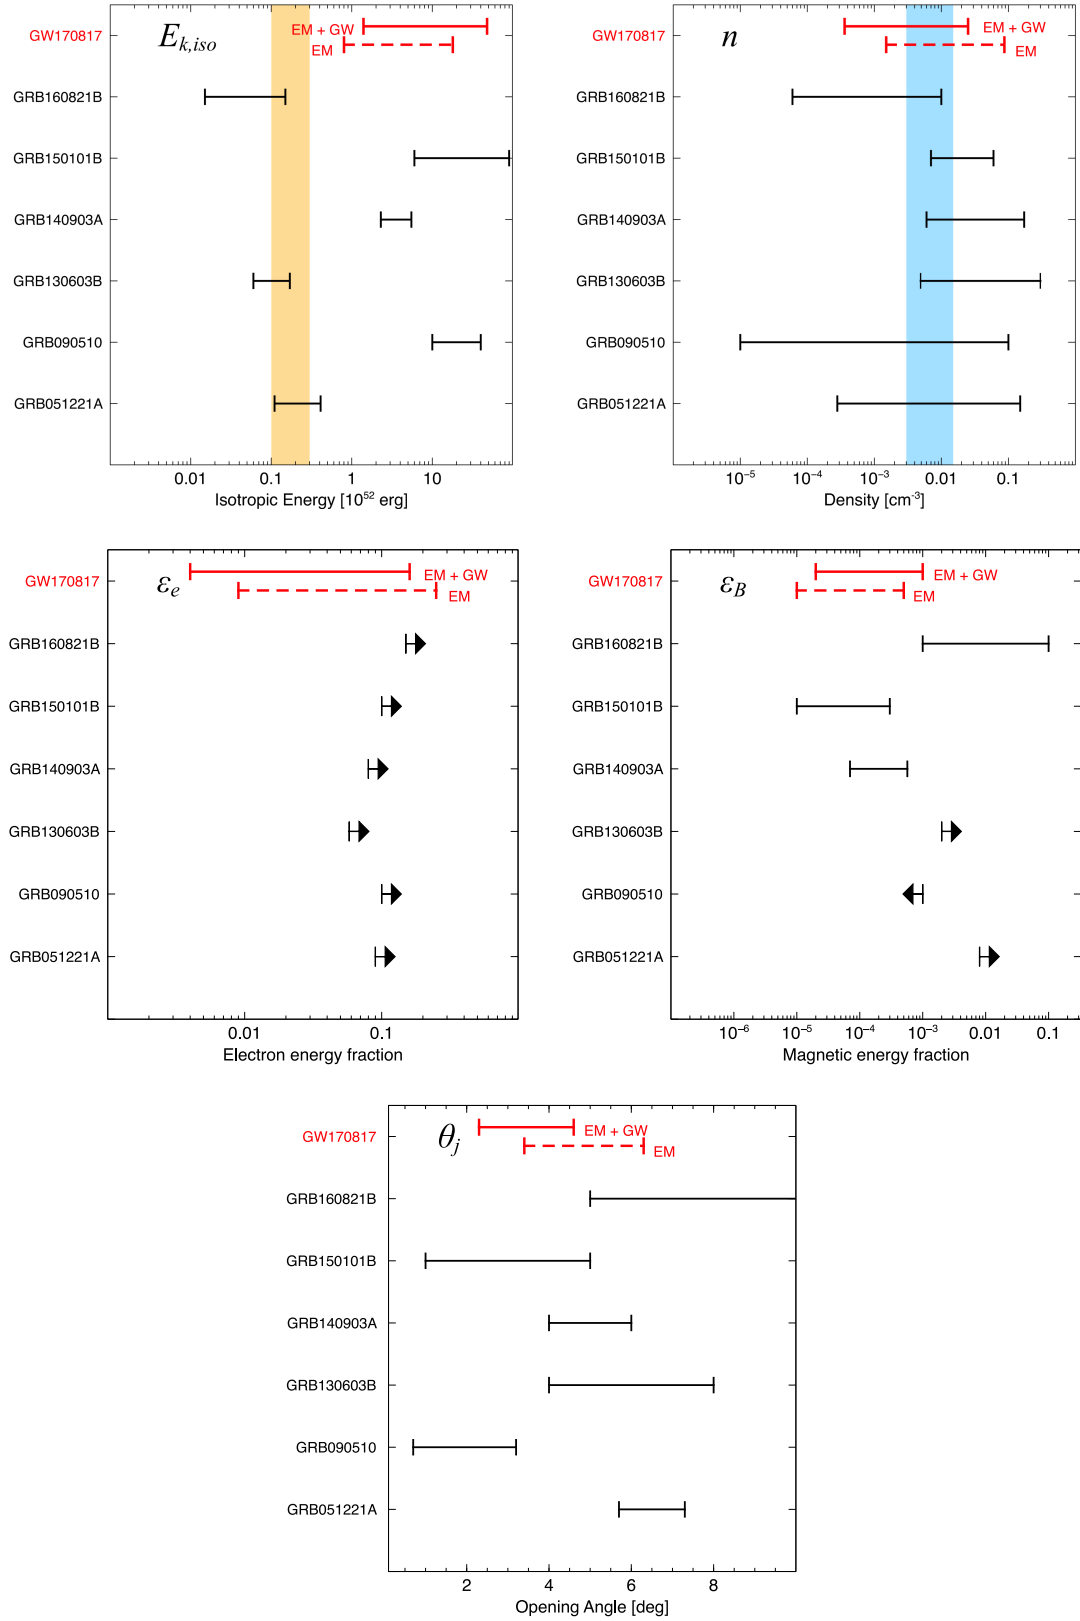 E_{k,iso}
GW170817
EM + GW
EM
GRB160821B
GRB150101B
GRB140903A
GRB130603B
GRB090510
GRB051221A
0.01 0.1 1 10
Isotropic Energy [10^{52} erg]
n
GW170817
EM + GW
EM
GRB160821B
GRB150101B
GRB140903A
GRB130603B
GRB090510
GRB051221A
10^{−5} 10^{−4} 10^{−3} 0.01 0.1
Density [cm^{-3}]
ε_e
GW170817
EM + GW
EM
GRB160821B
GRB150101B
GRB140903A
GRB130603B
GRB090510
GRB051221A
0.01 0.1
Electron energy fraction
ε_B
GW170817
EM + GW
EM
GRB160821B
GRB150101B
GRB140903A
GRB130603B
GRB090510
GRB051221A
10^{−6} 10^{−5} 10^{−4} 10^{−3} 0.01 0.1
Magnetic energy fraction
θ_j
GW170817
EM + GW
EM
GRB160821B
GRB150101B
GRB140903A
GRB130603B
GRB090510
GRB051221A
2 4 6 8
Opening Angle [deg]